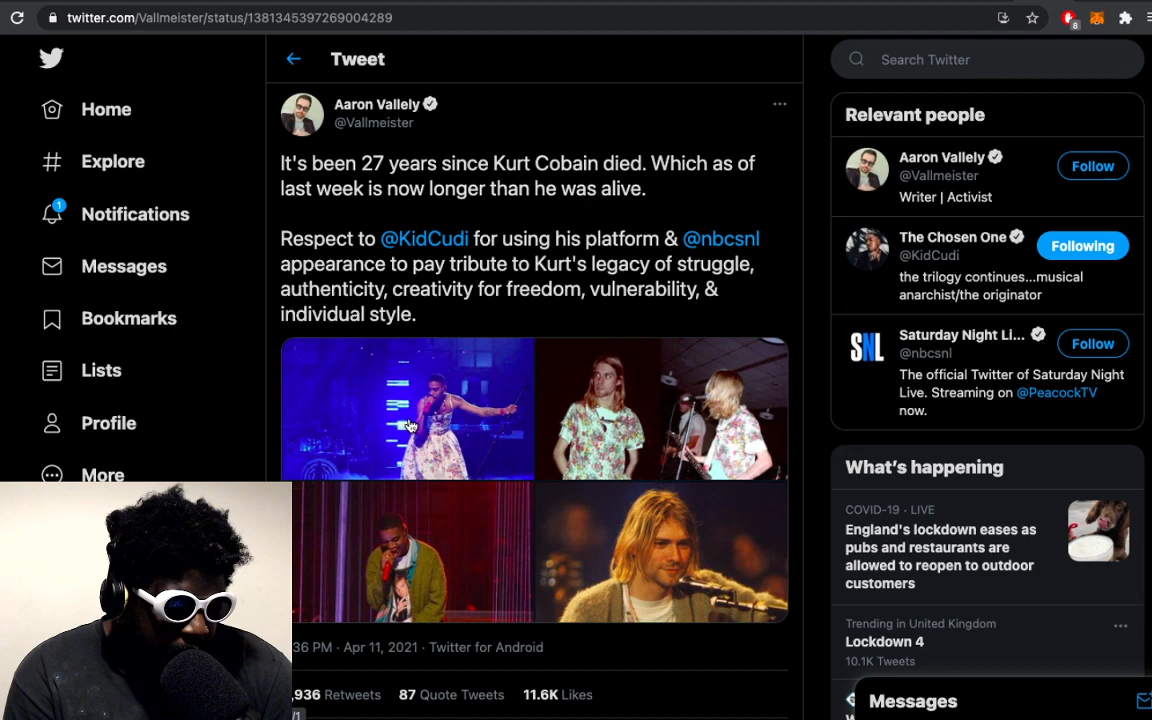 twitter.com/Vallmeister/status/1381345397269004289
8
Home
Explore
1
Notifications
Messages
Bookmarks
Lists
Profile
More
Tweet
Aaron Vallely
@Vallmeister
It's been 27 years since Kurt Cobain died. Which as of
last week is now longer than he was alive.
Respect to @KidCudi for using his platform & @nbcsnl
appearance to pay tribute to Kurt's legacy of struggle,
authenticity, creativity for freedom, vulnerability, &
individual style.
36 PM · Apr 11, 2021 · Twitter for Android
,936 Retweets 87 Quote Tweets 11.6K Likes
Search Twitter
Relevant people
Aaron Vallely
@Vallmeister
Follow
Writer | Activist
The Chosen One
@KidCudi
Following
the trilogy continues...musical
anarchist/the originator
SNL
Saturday Night Li...
@nbcsnl
Follow
The official Twitter of Saturday Night
Live. Streaming on @PeacockTV
now.
What's happening
COVID-19 · LIVE
England's lockdown eases as
pubs and restaurants are
allowed to reopen to outdoor
customers
Trending in United Kingdom
Lockdown 4
10.1K Tweets
Messages